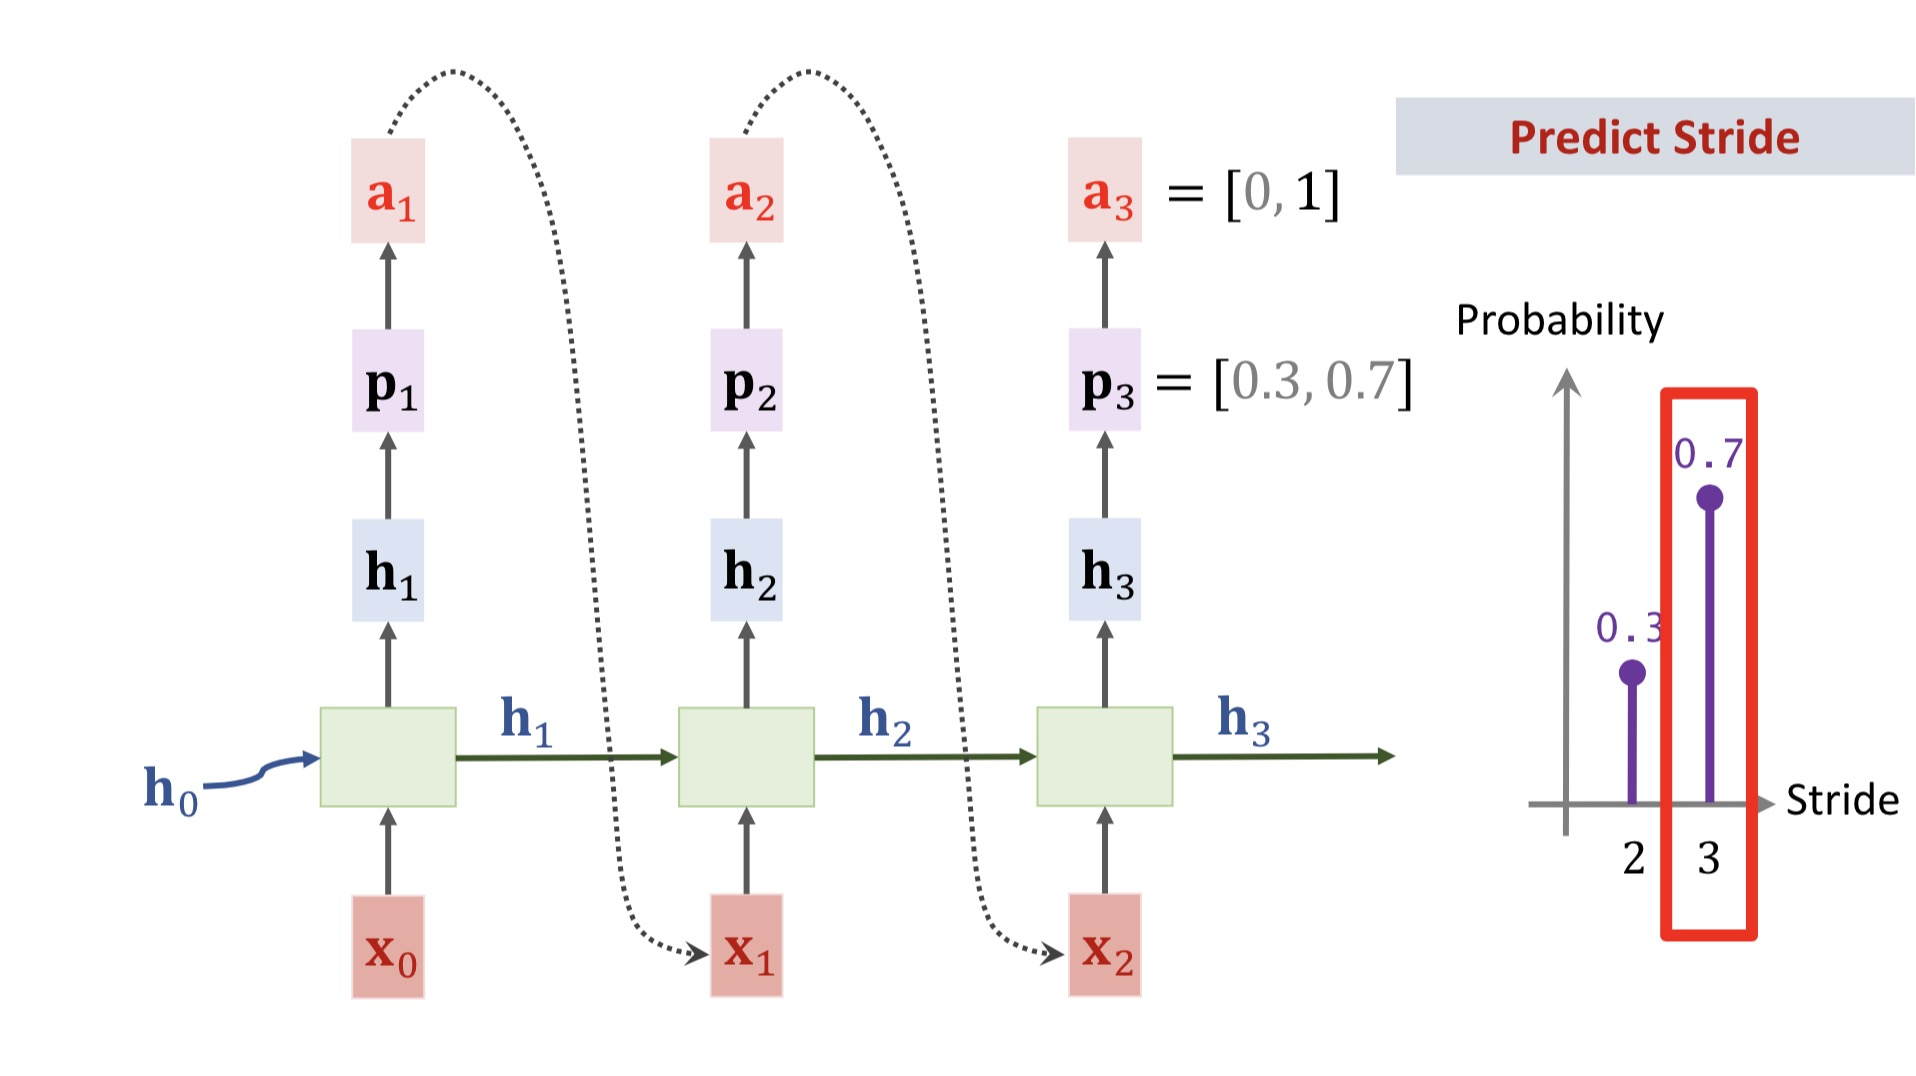 Predict Stride
a₁
a₂
a₃ = [0, 1]
p₁
p₂
p₃ = [0.3, 0.7]
h₁
h₂
h₃
h₀
h₁
h₂
h₃
x₀
x₁
x₂
Probability
0.7
0.3
Stride
2
3